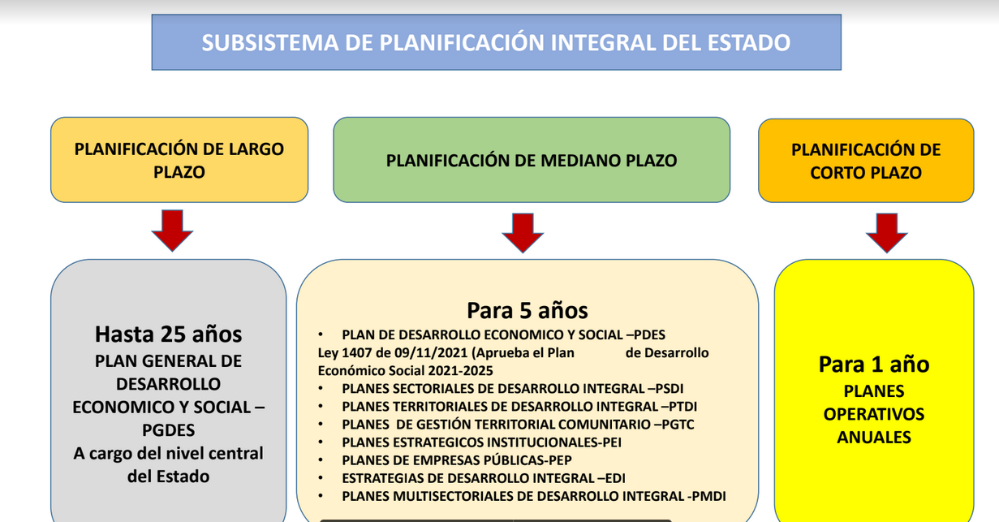 SUBSISTEMA DE PLANIFICACIÓN INTEGRAL DEL ESTADO
PLANIFICACIÓN DE LARGO
PLAZO
PLANIFICACIÓN DE MEDIANO PLAZO
PLANIFICACIÓN DE
CORTO PLAZO
Hasta 25 años
PLAN GENERAL DE
DESARROLLO
ECONOMICO Y SOCIAL –
PGDES
A cargo del nivel central
del Estado
Para 5 años
• PLAN DE DESARROLLO ECONOMICO Y SOCIAL –PDES
Ley 1407 de 09/11/2021 (Aprueba el Plan de Desarrollo
Económico Social 2021-2025
• PLANES SECTORIALES DE DESARROLLO INTEGRAL –PSDI
• PLANES TERRITORIALES DE DESARROLLO INTEGRAL –PTDI
• PLANES DE GESTIÓN TERRITORIAL COMUNITARIO –PGTC
• PLANES ESTRATEGICOS INSTITUCIONALES-PEI
• PLANES DE EMPRESAS PÚBLICAS-PEP
• ESTRATEGIAS DE DESARROLLO INTEGRAL –EDI
• PLANES MULTISECTORIALES DE DESARROLLO INTEGRAL -PMDI
Para 1 año
PLANES
OPERATIVOS
ANUALES